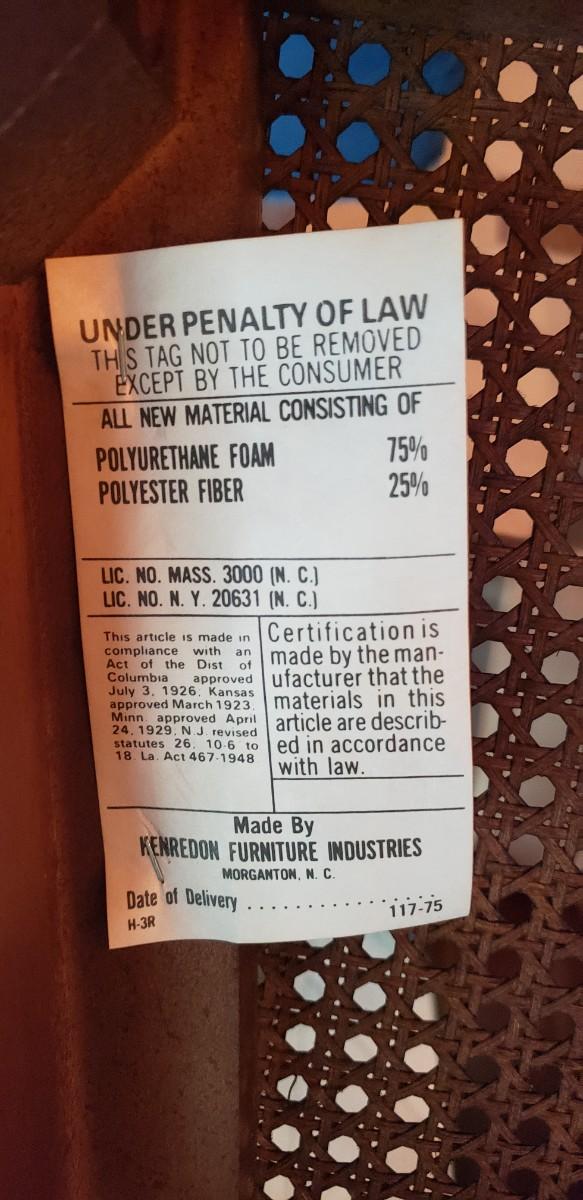 UNDER PENALTY OF LAW
THIS TAG NOT TO BE REMOVED
EXCEPT BY THE CONSUMER
ALL NEW MATERIAL CONSISTING OF
POLYURETHANE FOAM 75%
POLYESTER FIBER 25%
LIC. NO. MASS. 3000 (N. C.)
LIC. NO. N. Y. 20631 (N. C.)
This article is made in
compliance with an
Act of the Dist of
Columbia approved
July 3, 1926, Kansas
approved March 1923,
Minn. approved April
24, 1929, N.J. revised
statutes 26, 10-6 to
18. La. Act 467-1948
Certification is
made by the man-
ufacturer that the
materials in this
article are describ-
ed in accordance
with law.
Made By
KENREDON FURNITURE INDUSTRIES
MORGANTON, N. C.
Date of Delivery . . . . . . . . . . . . . . . . .
H-3R 117-75